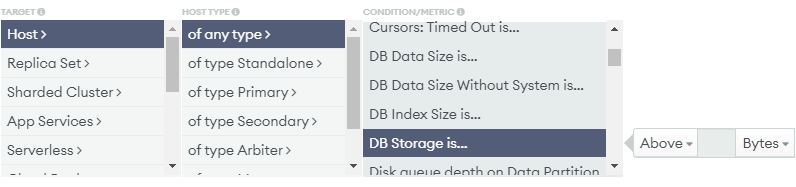 TARGET
Host >
Replica Set >
Sharded Cluster >
App Services >
Serverless >
HOST TYPE
of any type >
of type Standalone >
of type Primary >
of type Secondary >
of type Arbiter >
CONDITION/METRIC
Cursors: Timed Out is...
DB Data Size is...
DB Data Size Without System is...
DB Index Size is...
DB Storage is...
Disk queue depth on Data Partition
Above
Bytes